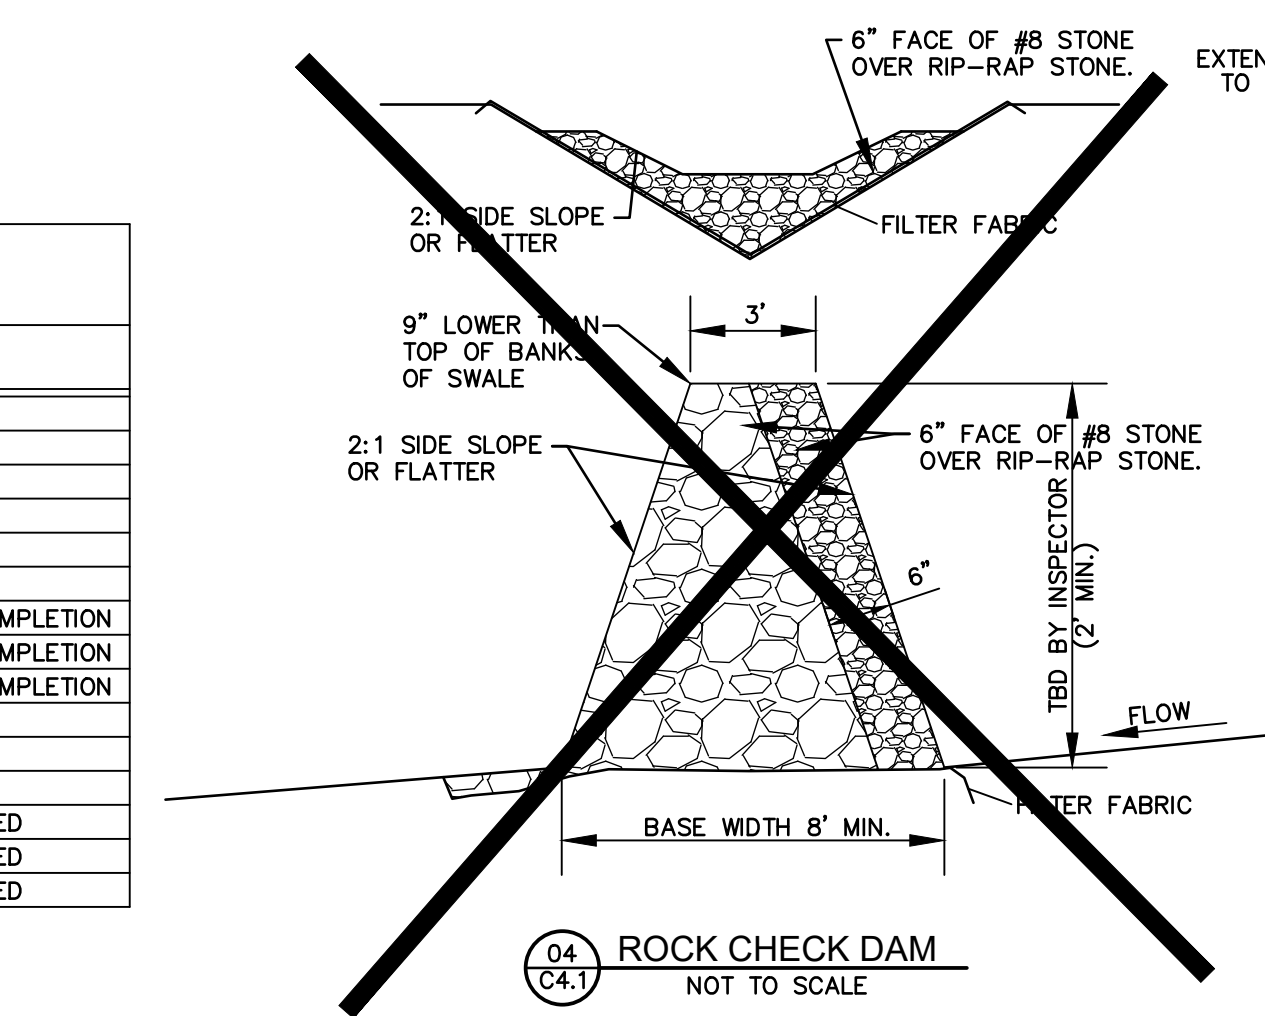 6" FACE OF #8 STONE
OVER RIP-RAP STONE.
EXTEN
TO
2:1 SIDE SLOPE
OR FLATTER
FILTER FABRIC
3'
9" LOWER THAN
TOP OF BANKS
OF SWALE
2:1 SIDE SLOPE
OR FLATTER
6" FACE OF #8 STONE
OVER RIP-RAP STONE.
6"
TBD BY INSPECTOR
(2' MIN.)
FLOW
FILTER FABRIC
BASE WIDTH 8' MIN.
MPLETION
MPLETION
MPLETION
ED
ED
ED
04
C4.1
ROCK CHECK DAM
NOT TO SCALE